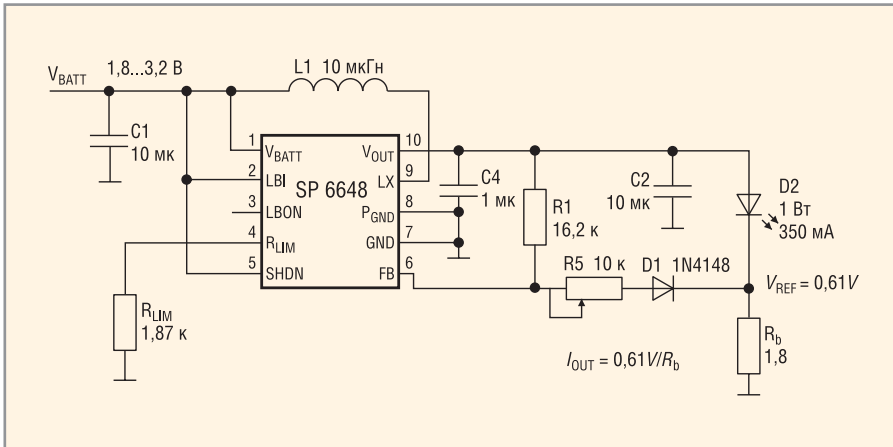 V_BATT 1,8...3,2 В
L1 10 мкГн
C1
10 мк
1 V_BATT
2 LBI
3 LBON
4 R_LIM
5 SHDN
SP 6648
V_OUT 10
LX 9
P_GND 8
GND 7
FB 6
C4
1 мк
R1
16,2 к
C2
10 мк
D2
1 Вт
350 мА
R5 10 к
D1 1N4148
V_REF = 0,61V
R_LIM
1,87 к
I_OUT = 0,61V/R_b
R_b
1,8